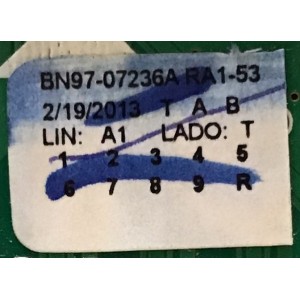 BN97-07236A RA1-53
2/19/2013 T A B
LIN: A1 LADO: T
1 2 3 4 5
6 7 8 9 R